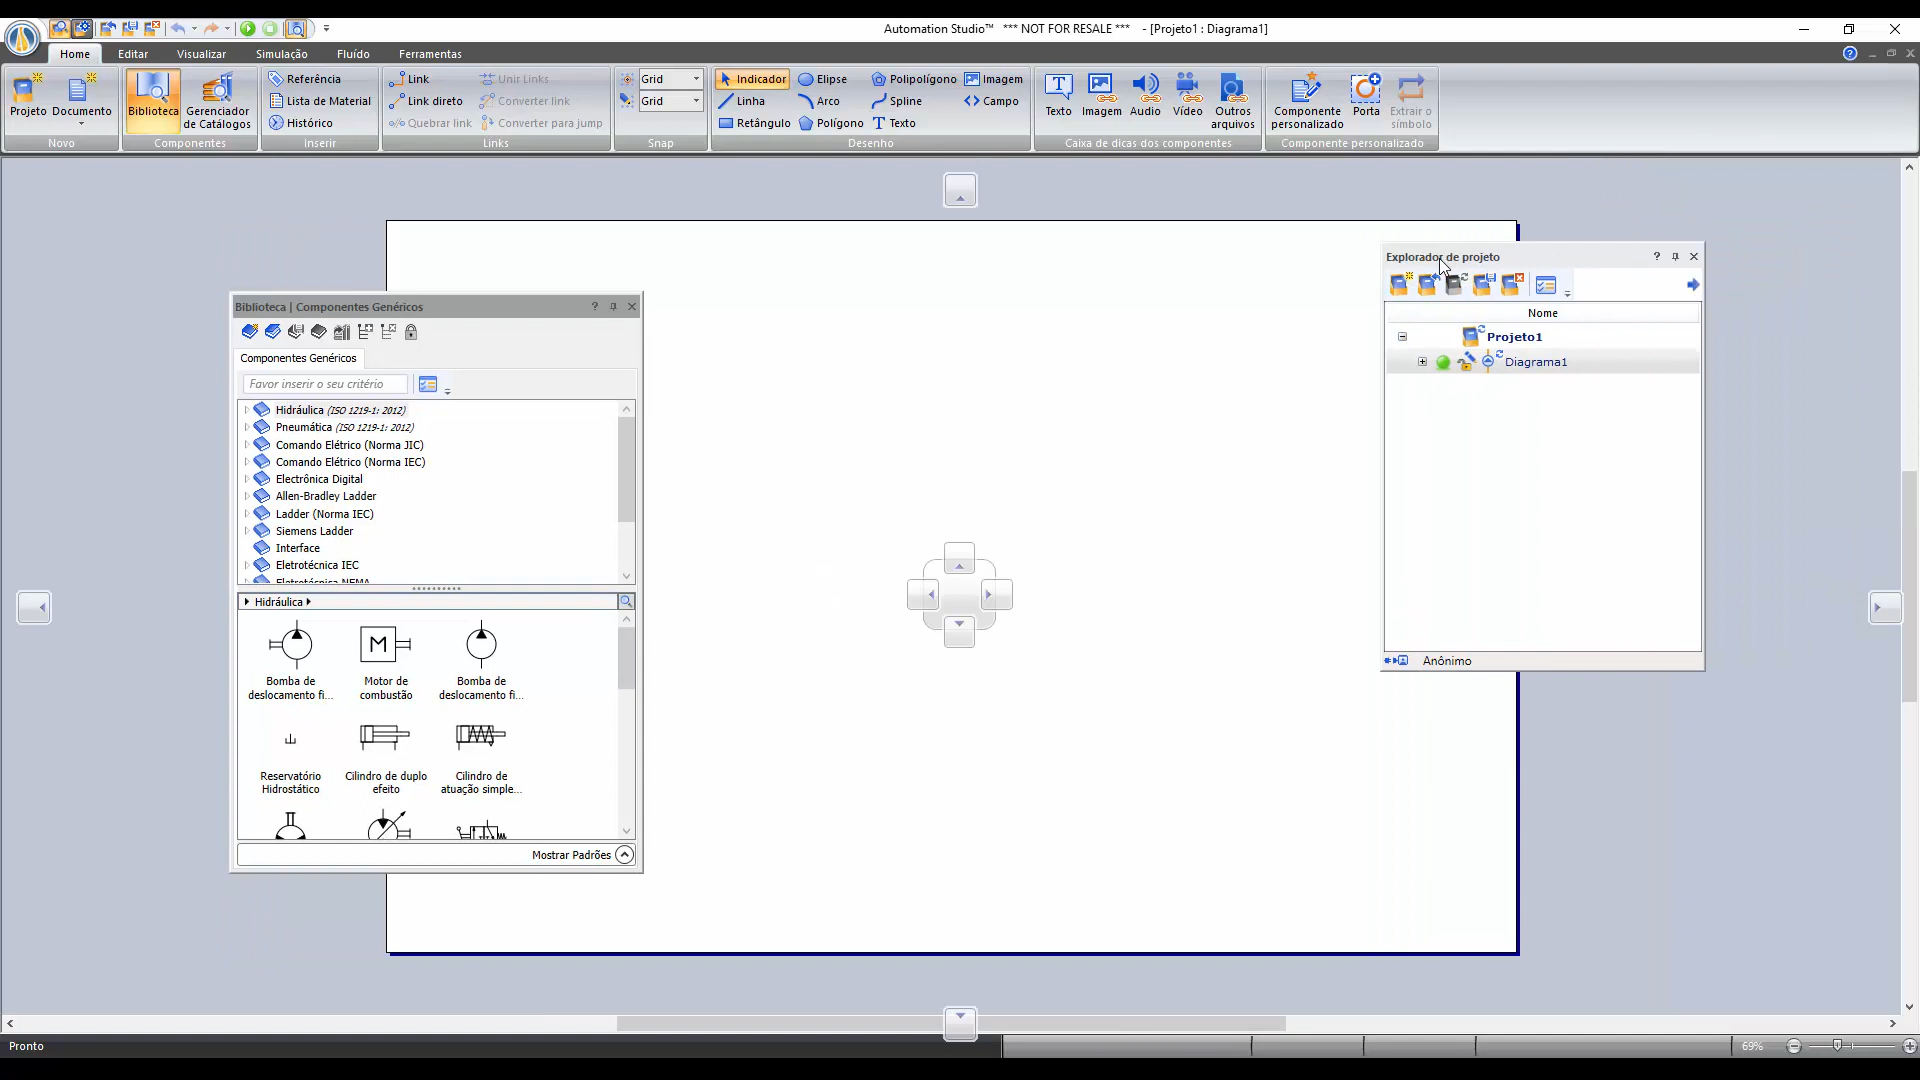 Automation Studio™ *** NOT FOR RESALE *** - [Projeto1 : Diagrama1]
Home Editar Visualizar Simulação Fluído Ferramentas
Referência Link Unir Links Grid Indicador Elipse Polipolígono Imagem
Projeto Documento Biblioteca Gerenciador de Catálogos Lista de Material Link direto Converter link Grid Linha Arco Spline Campo Texto Imagem Audio Vídeo Outros arquivos Componente personalizado Porta Extrair o símbolo
Histórico Quebrar link Converter para jump Retângulo Polígono Texto
Novo Componentes Inserir Links Snap Desenho Caixa de dicas dos componentes Componente personalizado
Biblioteca | Componentes Genéricos
Componentes Genéricos
Favor inserir o seu critério
Hidráulica (ISO 1219-1: 2012)
Pneumática (ISO 1219-1: 2012)
Comando Elétrico (Norma JIC)
Comando Elétrico (Norma IEC)
Electrônica Digital
Allen-Bradley Ladder
Ladder (Norma IEC)
Siemens Ladder
Interface
Eletrotécnica IEC
Eletrotécnica NEMA
Hidráulica
M
Bomba de deslocamento fi...
Motor de combustão
Bomba de deslocamento fi...
Reservatório Hidrostático
Cilindro de duplo efeito
Cilindro de atuação simple...
Mostrar Padrões
Explorador de projeto
Nome
Projeto1
Diagrama1
Anônimo
Pronto
69%